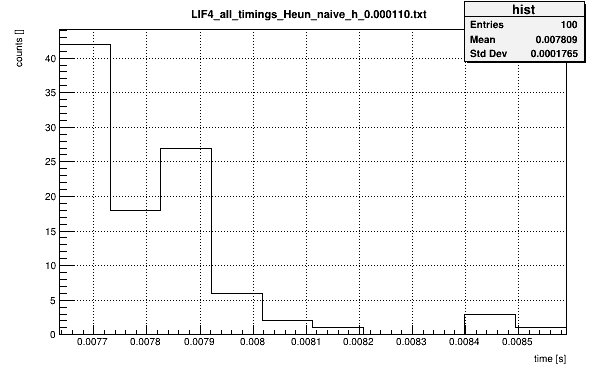 LIF4_all_timings_Heun_naive_h_0.000110.txt
hist
Entries 100
Mean 0.007809
Std Dev 0.0001765
counts []
40
35
30
25
20
15
10
5
0
0.0077 0.0078 0.0079 0.008 0.0081 0.0082 0.0083 0.0084 0.0085
time [s]